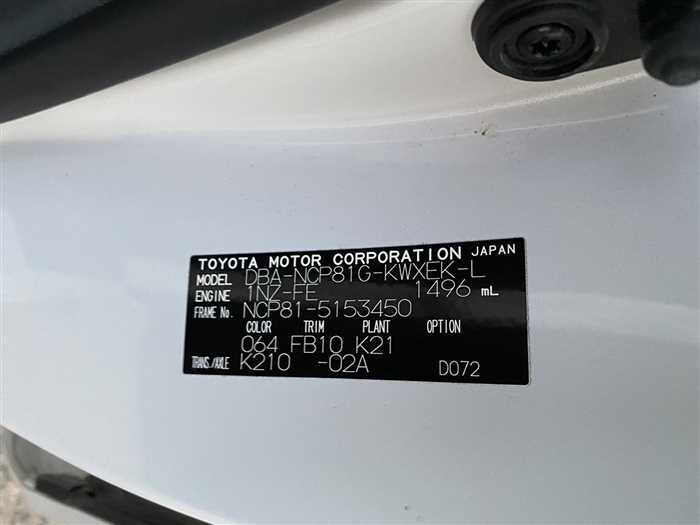 TOYOTA MOTOR CORPORATION JAPAN
MODEL DBA-NCP81G-KWXEK-L
ENGINE 1NZ-FE 1496 mL
FRAME No. NCP81-5153450
COLOR TRIM PLANT OPTION
064 FB10 K21
TRANS./AXLE K210 -02A D072